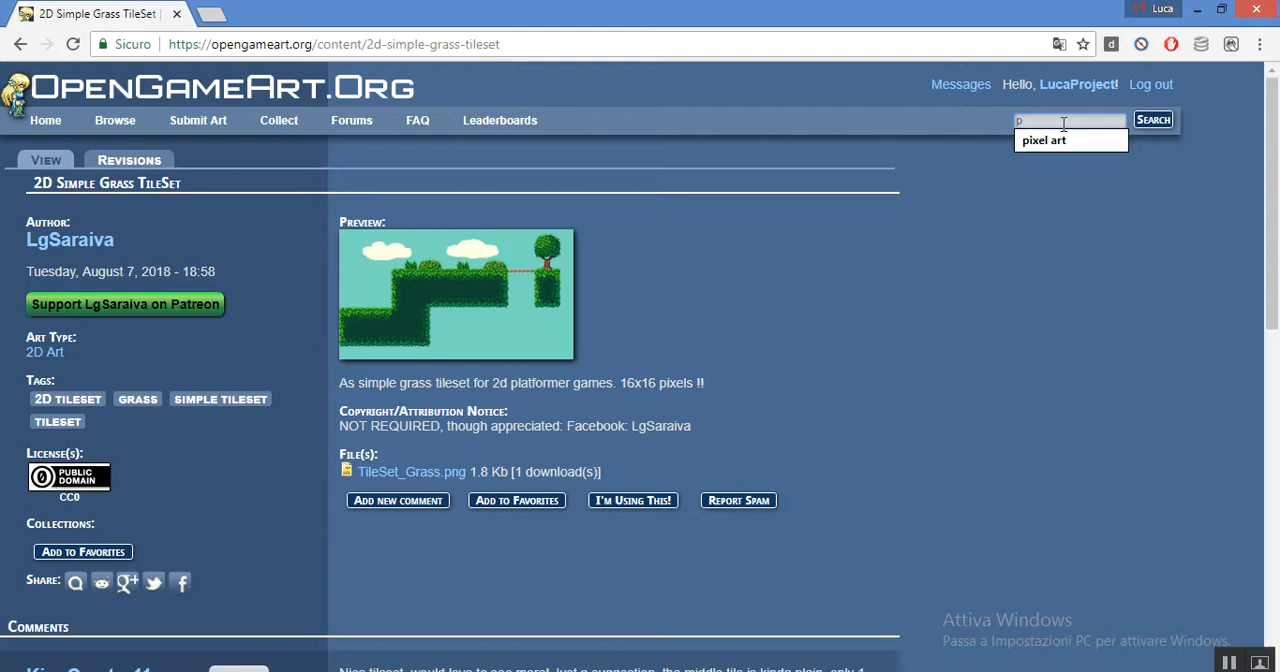 2D Simple Grass TileSet |
Luca
Sicuro
https://opengameart.org/content/2d-simple-grass-tileset
d
OpenGameArt.Org
Messages Hello, LucaProject! Log out
Home Browse Submit Art Collect Forums FAQ Leaderboards
p
Search
pixel art
View Revisions
2D Simple Grass TileSet
Author:
LgSaraiva
Tuesday, August 7, 2018 - 18:58
Support LgSaraiva on Patreon
Art Type:
2D Art
Tags:
2D TILESET GRASS SIMPLE TILESET
TILESET
License(s):
PUBLIC
DOMAIN
CC0
Collections:
Add to Favorites
Share:
Preview:
As simple grass tileset for 2d platformer games. 16x16 pixels !!
Copyright/Attribution Notice:
NOT REQUIRED, though appreciated: Facebook: LgSaraiva
File(s):
TileSet_Grass.png 1.8 Kb [1 download(s)]
Add new comment Add to Favorites I'm Using This! Report Spam
Attiva Windows
Passa a Impostazioni PC per attivare Windows.
Comments